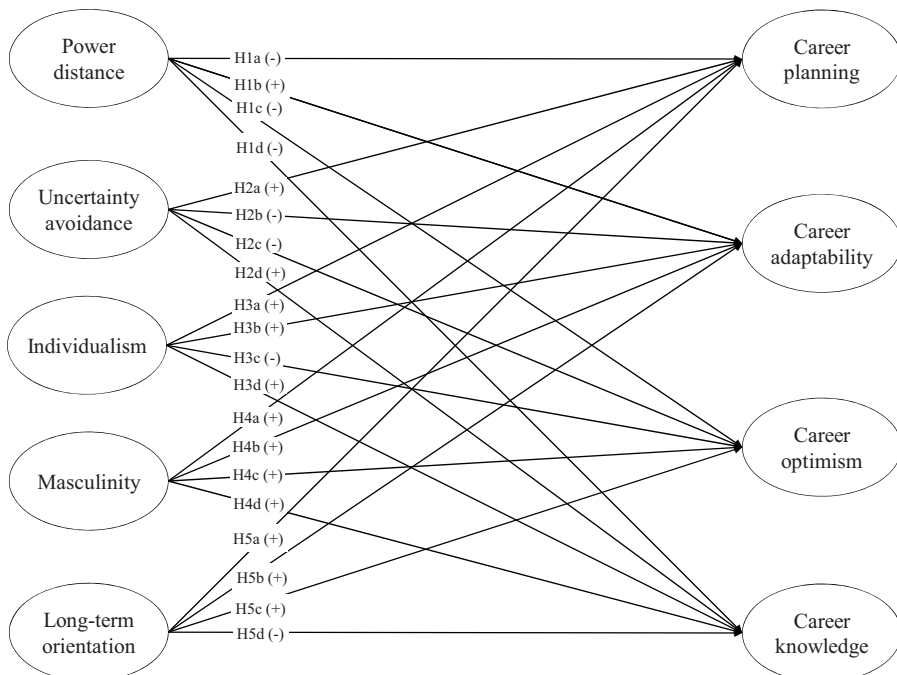 Power
distance
Career
planning
H1a (-)
H1b (+)
H1c (-)
H1d (-)
Uncertainty
avoidance
Career
adaptability
H2a (+)
H2b (-)
H2c (-)
H2d (+)
Individualism
H3a (+)
H3b (+)
H3c (-)
H3d (+)
Masculinity
Career
optimism
H4a (+)
H4b (+)
H4c (+)
H4d (+)
Long-term
orientation
Career
knowledge
H5a (+)
H5b (+)
H5c (+)
H5d (-)